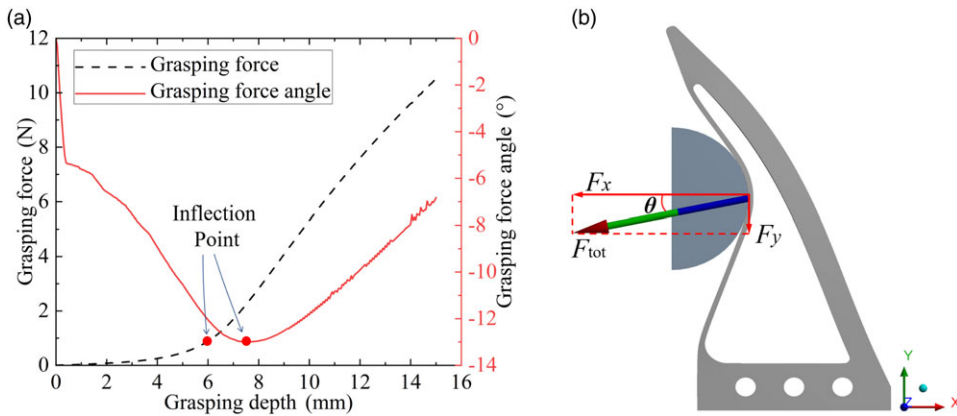 (a)
12
10
8
6
4
2
0
Grasping force (N)
Grasping force
Grasping force angle
Inflection
Point
0
-2
-4
-6
-8
-10
-12
-13
-14
Grasping force angle (°)
0 2 4 6 8 10 12 14 16
Grasping depth (mm)
(b)
Fx
θ
Ftot
Fy
Y
Z
X